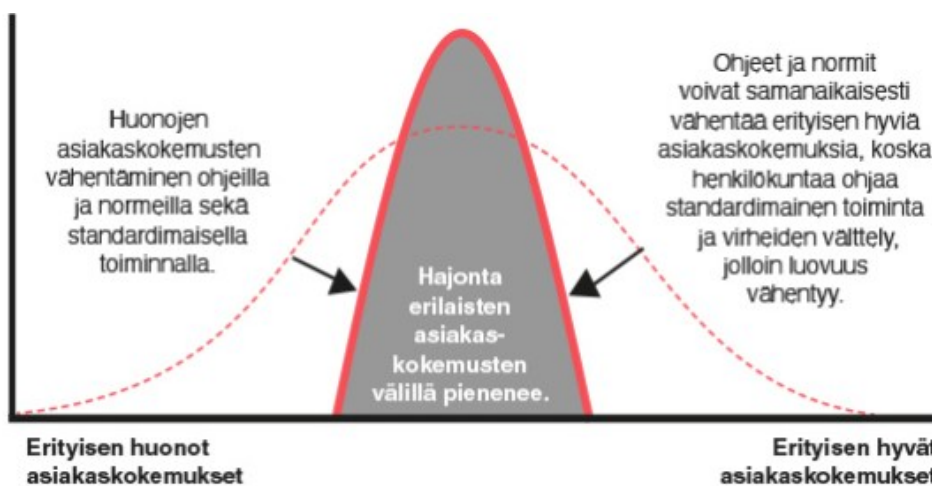 Huonojen
asiakaskokemusten
vähentäminen ohjeilla
ja normeilla sekä
standardimaisella
toiminnalla.
Ohjeet ja normit
voivat samanaikaisesti
vähentää erityisen hyviä
asiakaskokemuksia, koska
henkilökuntaa ohjaa
standardimainen toiminta
ja virheiden välttely,
jolloin luovuus
vähentyy.
Hajonta
erilaisten
asiakas-
kokemusten
välillä pienenee.
Erityisen huonot
asiakaskokemukset
Erityisen hyvät
asiakaskokemukset